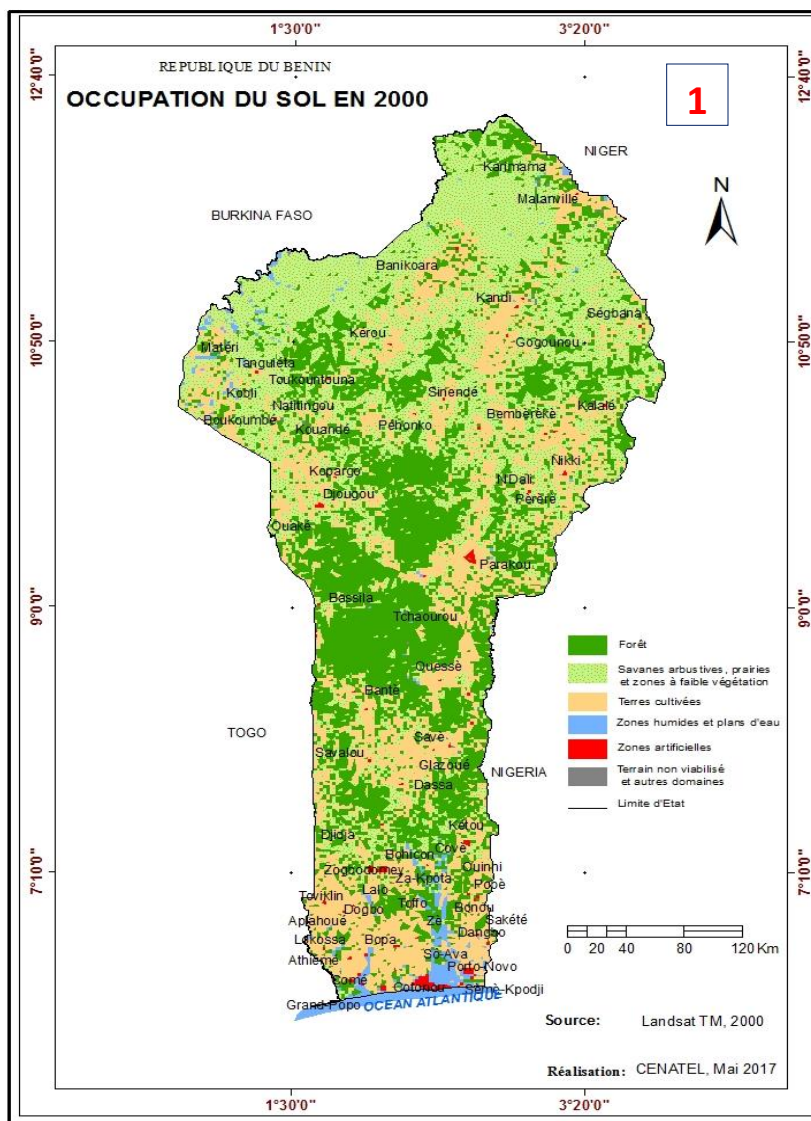 1°30'0"
3°20'0"
12°40'0"
12°40'0"
REPUBLIQUE DU BENIN
OCCUPATION DU SOL EN 2000
1
NIGER
Karimama
Malanville
N
BURKINA FASO
Banikoara
Kandi
Ségbana
10°50'0"
10°50'0"
Kérou
Gogounou
Matéri
Tanguiéta
Toukountouna
Kobli
Sinendé
Natitingou
Kalalé
Boukoumbé
Bembèrèkè
Kouandé
Péhonko
Nikki
Kopargo
N'Dali
Djougou
Pèrèrè
Ouaké
Parakou
9°0'0"
9°0'0"
Bassila
Tchaourou
Forêt
Ouessè
Savanes arbustives, prairies
et zones à faible végétation
Bantè
Terres cultivées
Zones humides et plans d'eau
TOGO
Savè
Savalou
Zones artificielles
Glazoué
NIGERIA
Terrain non viabilisé
et autres domaines
Dassa
Limite d'Etat
Kétou
Djidja
Covè
Bohicon
Ouinhi
7°10'0"
7°10'0"
Zogbodomey
Za-Kpota
Pobè
Lalo
Toviklin
Toffo
Dogbo
Bonou
Aplahoué
Zè
Sakété
Dangbo
Lokossa
Bopa
Athiémé
Sô-Ava
Porto-Novo
Comé
Cotonou
Sèmè-Kpodji
Grand-Popo
OCEAN ATLANTIQUE
0 20 40 80 120 Km
Source: Landsat TM, 2000
Réalisation: CENATEL, Mai 2017
1°30'0"
3°20'0"